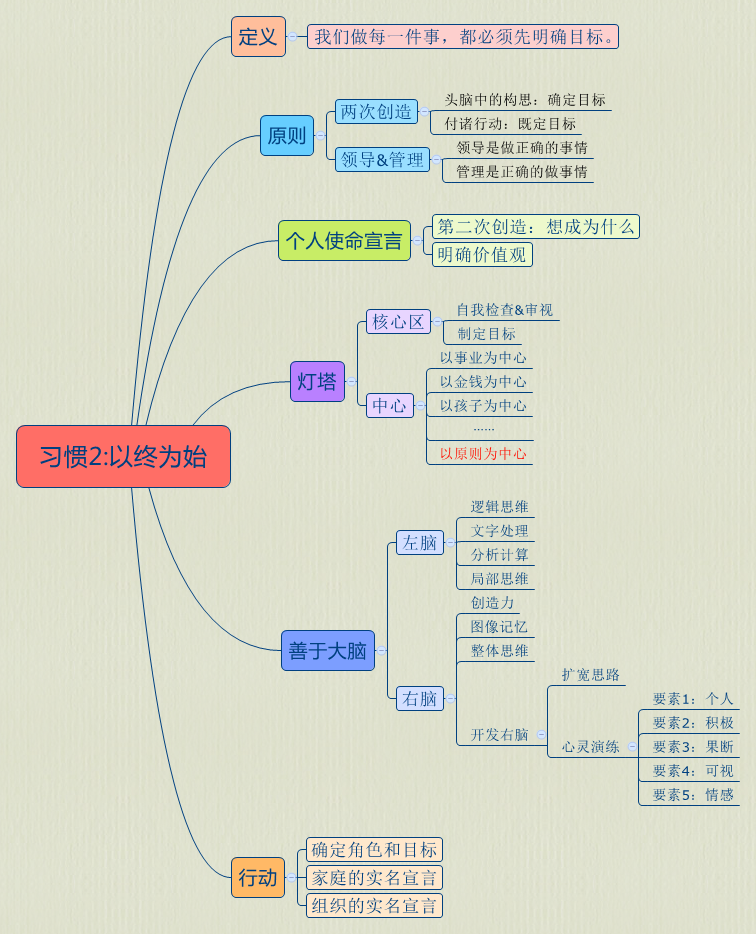 习惯2:以终为始
定义
我们做每一件事，都必须先明确目标。
原则
两次创造
头脑中的构思：确定目标
付诸行动：既定目标
领导&管理
领导是做正确的事情
管理是正确的做事情
个人使命宣言
第二次创造：想成为什么
明确价值观
灯塔
核心区
自我检查&审视
制定目标
中心
以事业为中心
以金钱为中心
以孩子为中心
……
以原则为中心
善于大脑
左脑
逻辑思维
文字处理
分析计算
局部思维
右脑
创造力
图像记忆
整体思维
开发右脑
扩宽思路
心灵演练
要素1：个人
要素2：积极
要素3：果断
要素4：可视
要素5：情感
行动
确定角色和目标
家庭的实名宣言
组织的实名宣言